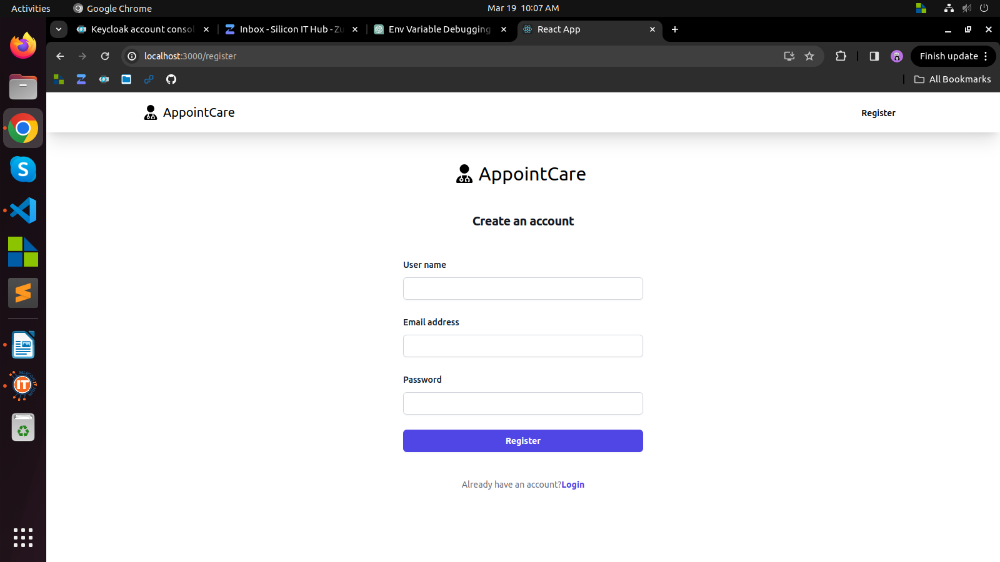 Activities
Google Chrome
Mar 19 10:07 AM
Keycloak account consol
Inbox - Silicon IT Hub - Zu
Env Variable Debugging
React App
localhost:3000/register
Finish update
All Bookmarks
AppointCare
Register
AppointCare
Create an account
User name
Email address
Password
Register
Already have an account?Login
S
IT